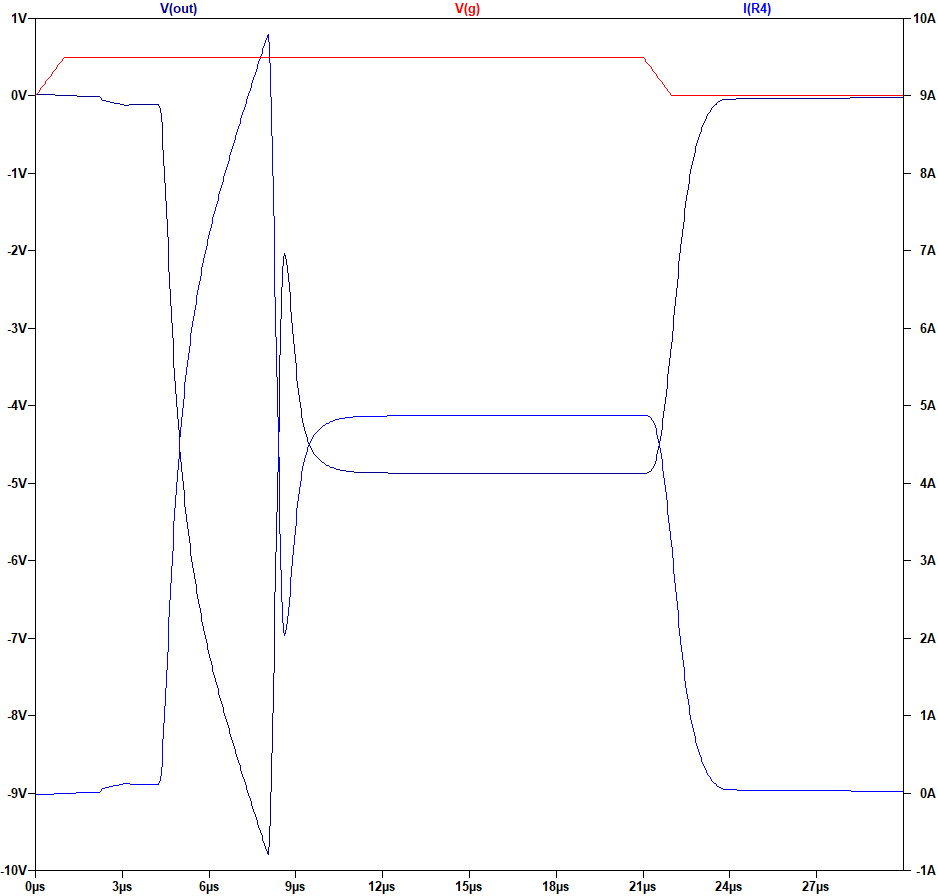 V(out) V(g) I(R4)
1V 10A
0V 9A
-1V 8A
-2V 7A
-3V 6A
-4V 5A
-5V 4A
-6V 3A
-7V 2A
-8V 1A
-9V 0A
-10V -1A
0µs 3µs 6µs 9µs 12µs 15µs 18µs 21µs 24µs 27µs